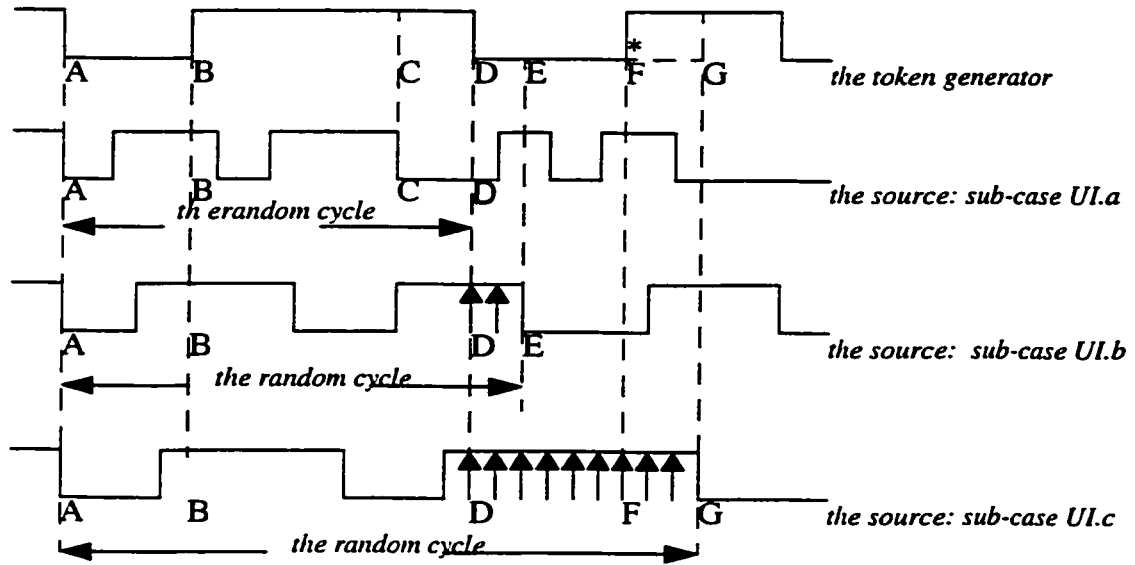 *
A B C D E F G
the token generator
A B C D
the source: sub-case UI.a
th erandom cycle
A B D E
the source: sub-case UI.b
the random cycle
A B D F G
the source: sub-case UI.c
the random cycle